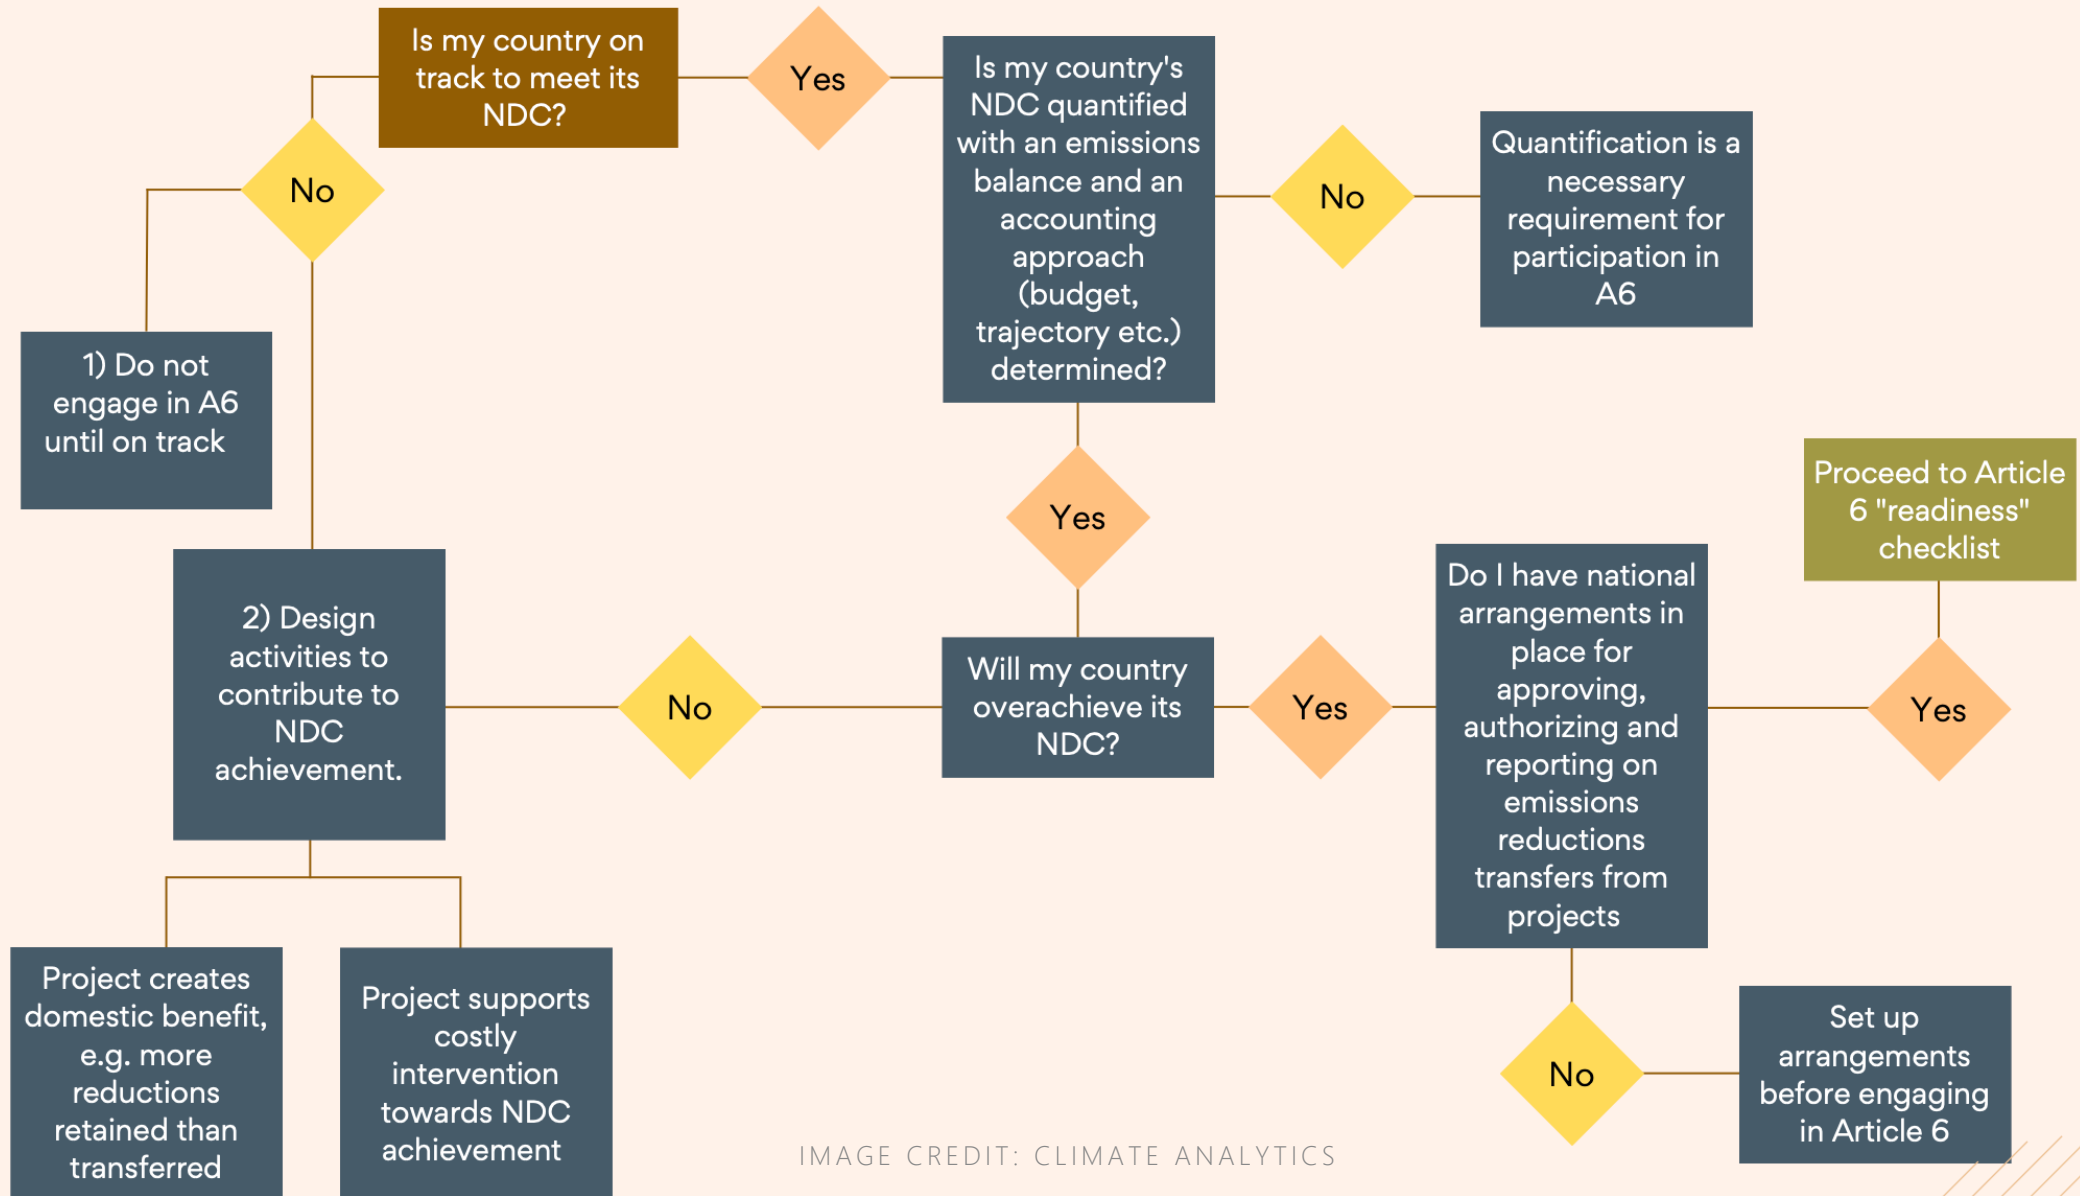 Is my country on
track to meet its
NDC?
Yes
Is my country's
NDC quantified
with an emissions
balance and an
accounting
approach
(budget,
trajectory etc.)
determined?
No
Quantification is a
necessary
requirement for
participation in
A6
No
1) Do not
engage in A6
until on track
Yes
Proceed to Article
6 "readiness"
checklist
2) Design
activities to
contribute to
NDC
achievement.
No
Will my country
overachieve its
NDC?
Yes
Do I have national
arrangements in
place for
approving,
authorizing and
reporting on
emissions
reductions
transfers from
projects
Yes
Project creates
domestic benefit,
e.g. more
reductions
retained than
transferred
Project supports
costly
intervention
towards NDC
achievement
No
Set up
arrangements
before engaging
in Article 6
IMAGE CREDIT: CLIMATE ANALYTICS